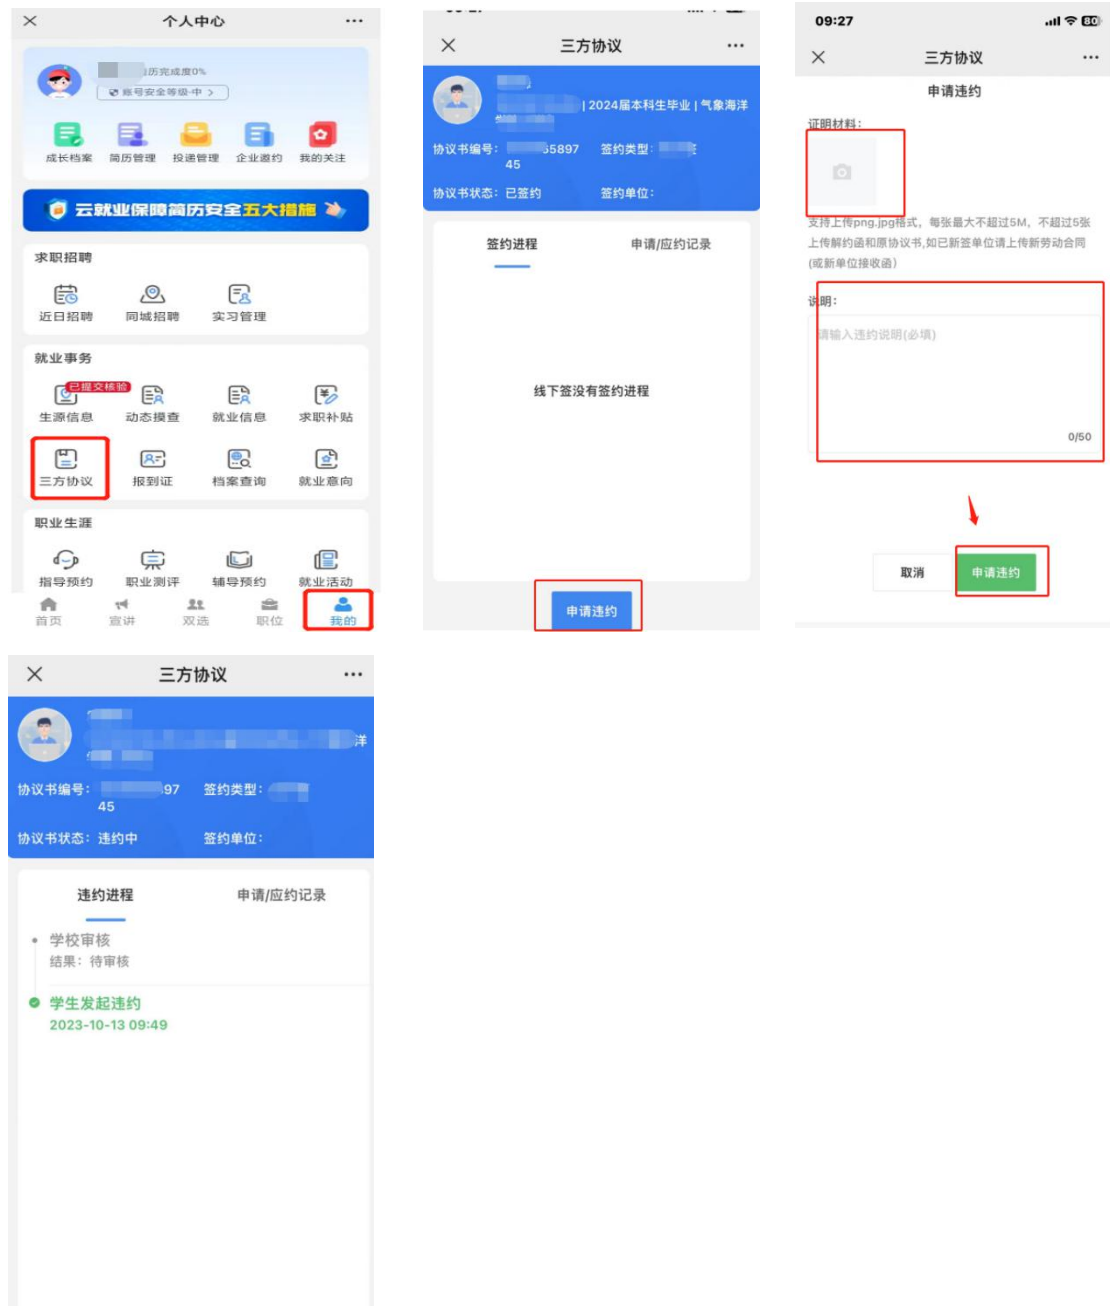 个人中心
历完成度0%
账号安全等级·中 >
成长档案 简历管理 投递管理 企业邀约 我的关注
云就业保障简历安全五大措施
求职招聘
近日招聘 同城招聘 实习管理
就业事务
已提交核验
生源信息 动态摸查 就业信息 求职补贴
三方协议 报到证 档案查询 就业意向
职业生涯
指导预约 职业测评 辅导预约 就业活动
首页 宣讲 双选 职位 我的
三方协议
| 2024届本科生毕业 | 气象海洋
协议书编号: 65897 签约类型:
45
协议书状态: 已签约 签约单位:
签约进程 申请/应约记录
线下签没有签约进程
申请违约
09:27 80
三方协议
申请违约
证明材料:
支持上传png.jpg格式，每张最大不超过5M，不超过5张
上传解约函和原协议书,如已新签单位请上传新劳动合同
(或新单位接收函)
说明:
请输入违约说明(必填)
0/50
取消 申请违约
三方协议
洋
协议书编号: 97 签约类型:
45
协议书状态: 违约中 签约单位:
违约进程 申请/应约记录
学校审核
结果: 待审核
学生发起违约
2023-10-13 09:49